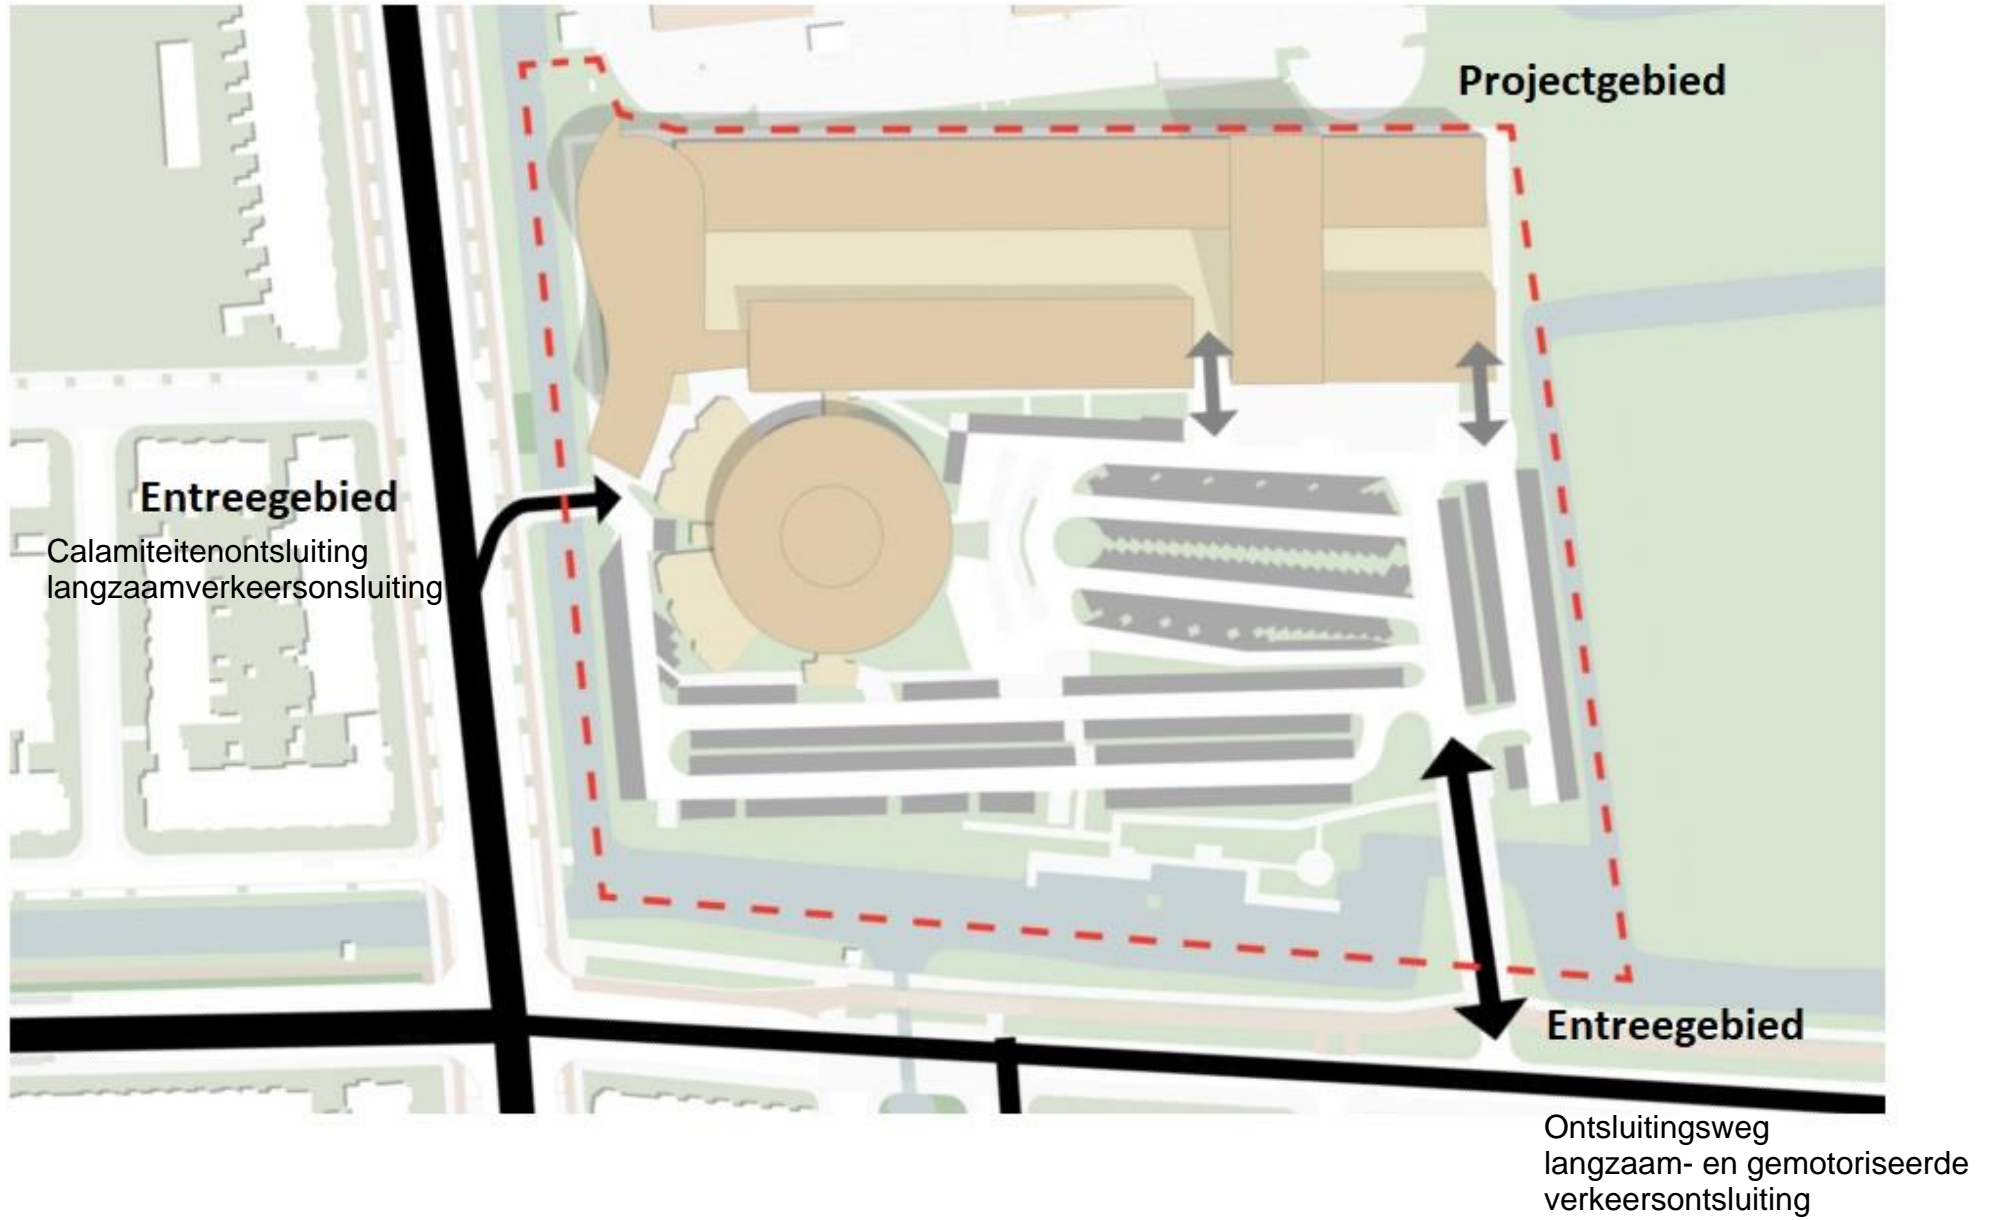 Projectgebied
Entreegebied
Calamiteitenontsluiting
langzaamverkeersonsluiting
Entreegebied
Ontsluitingsweg
langzaam- en gemotoriseerde
verkeersontsluiting